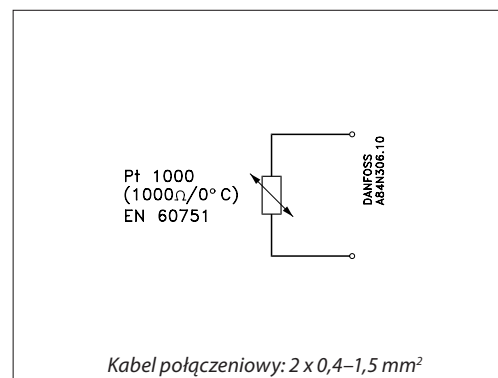 Pt 1000
(1000Ω/0°C)
EN 60751
DANFOSS
A84N306.10
Kabel połączeniowy: 2 x 0,4–1,5 mm²